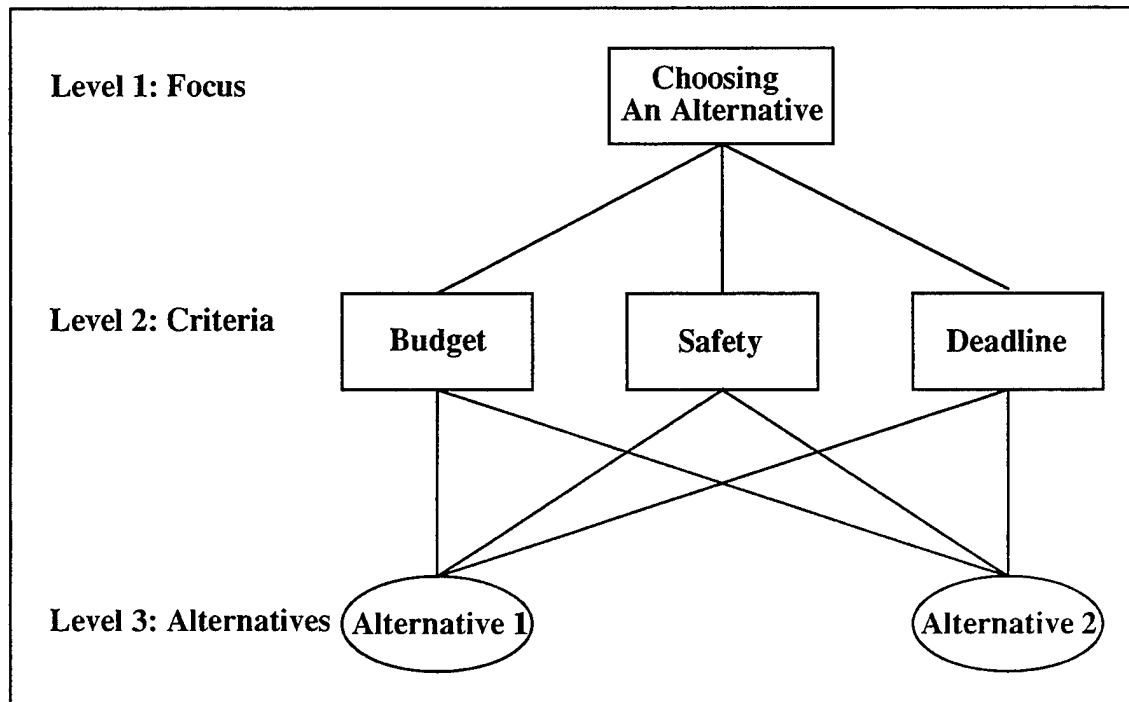 Level 1: Focus
Choosing
An Alternative
Level 2: Criteria
Budget
Safety
Deadline
Level 3: Alternatives
Alternative 1
Alternative 2